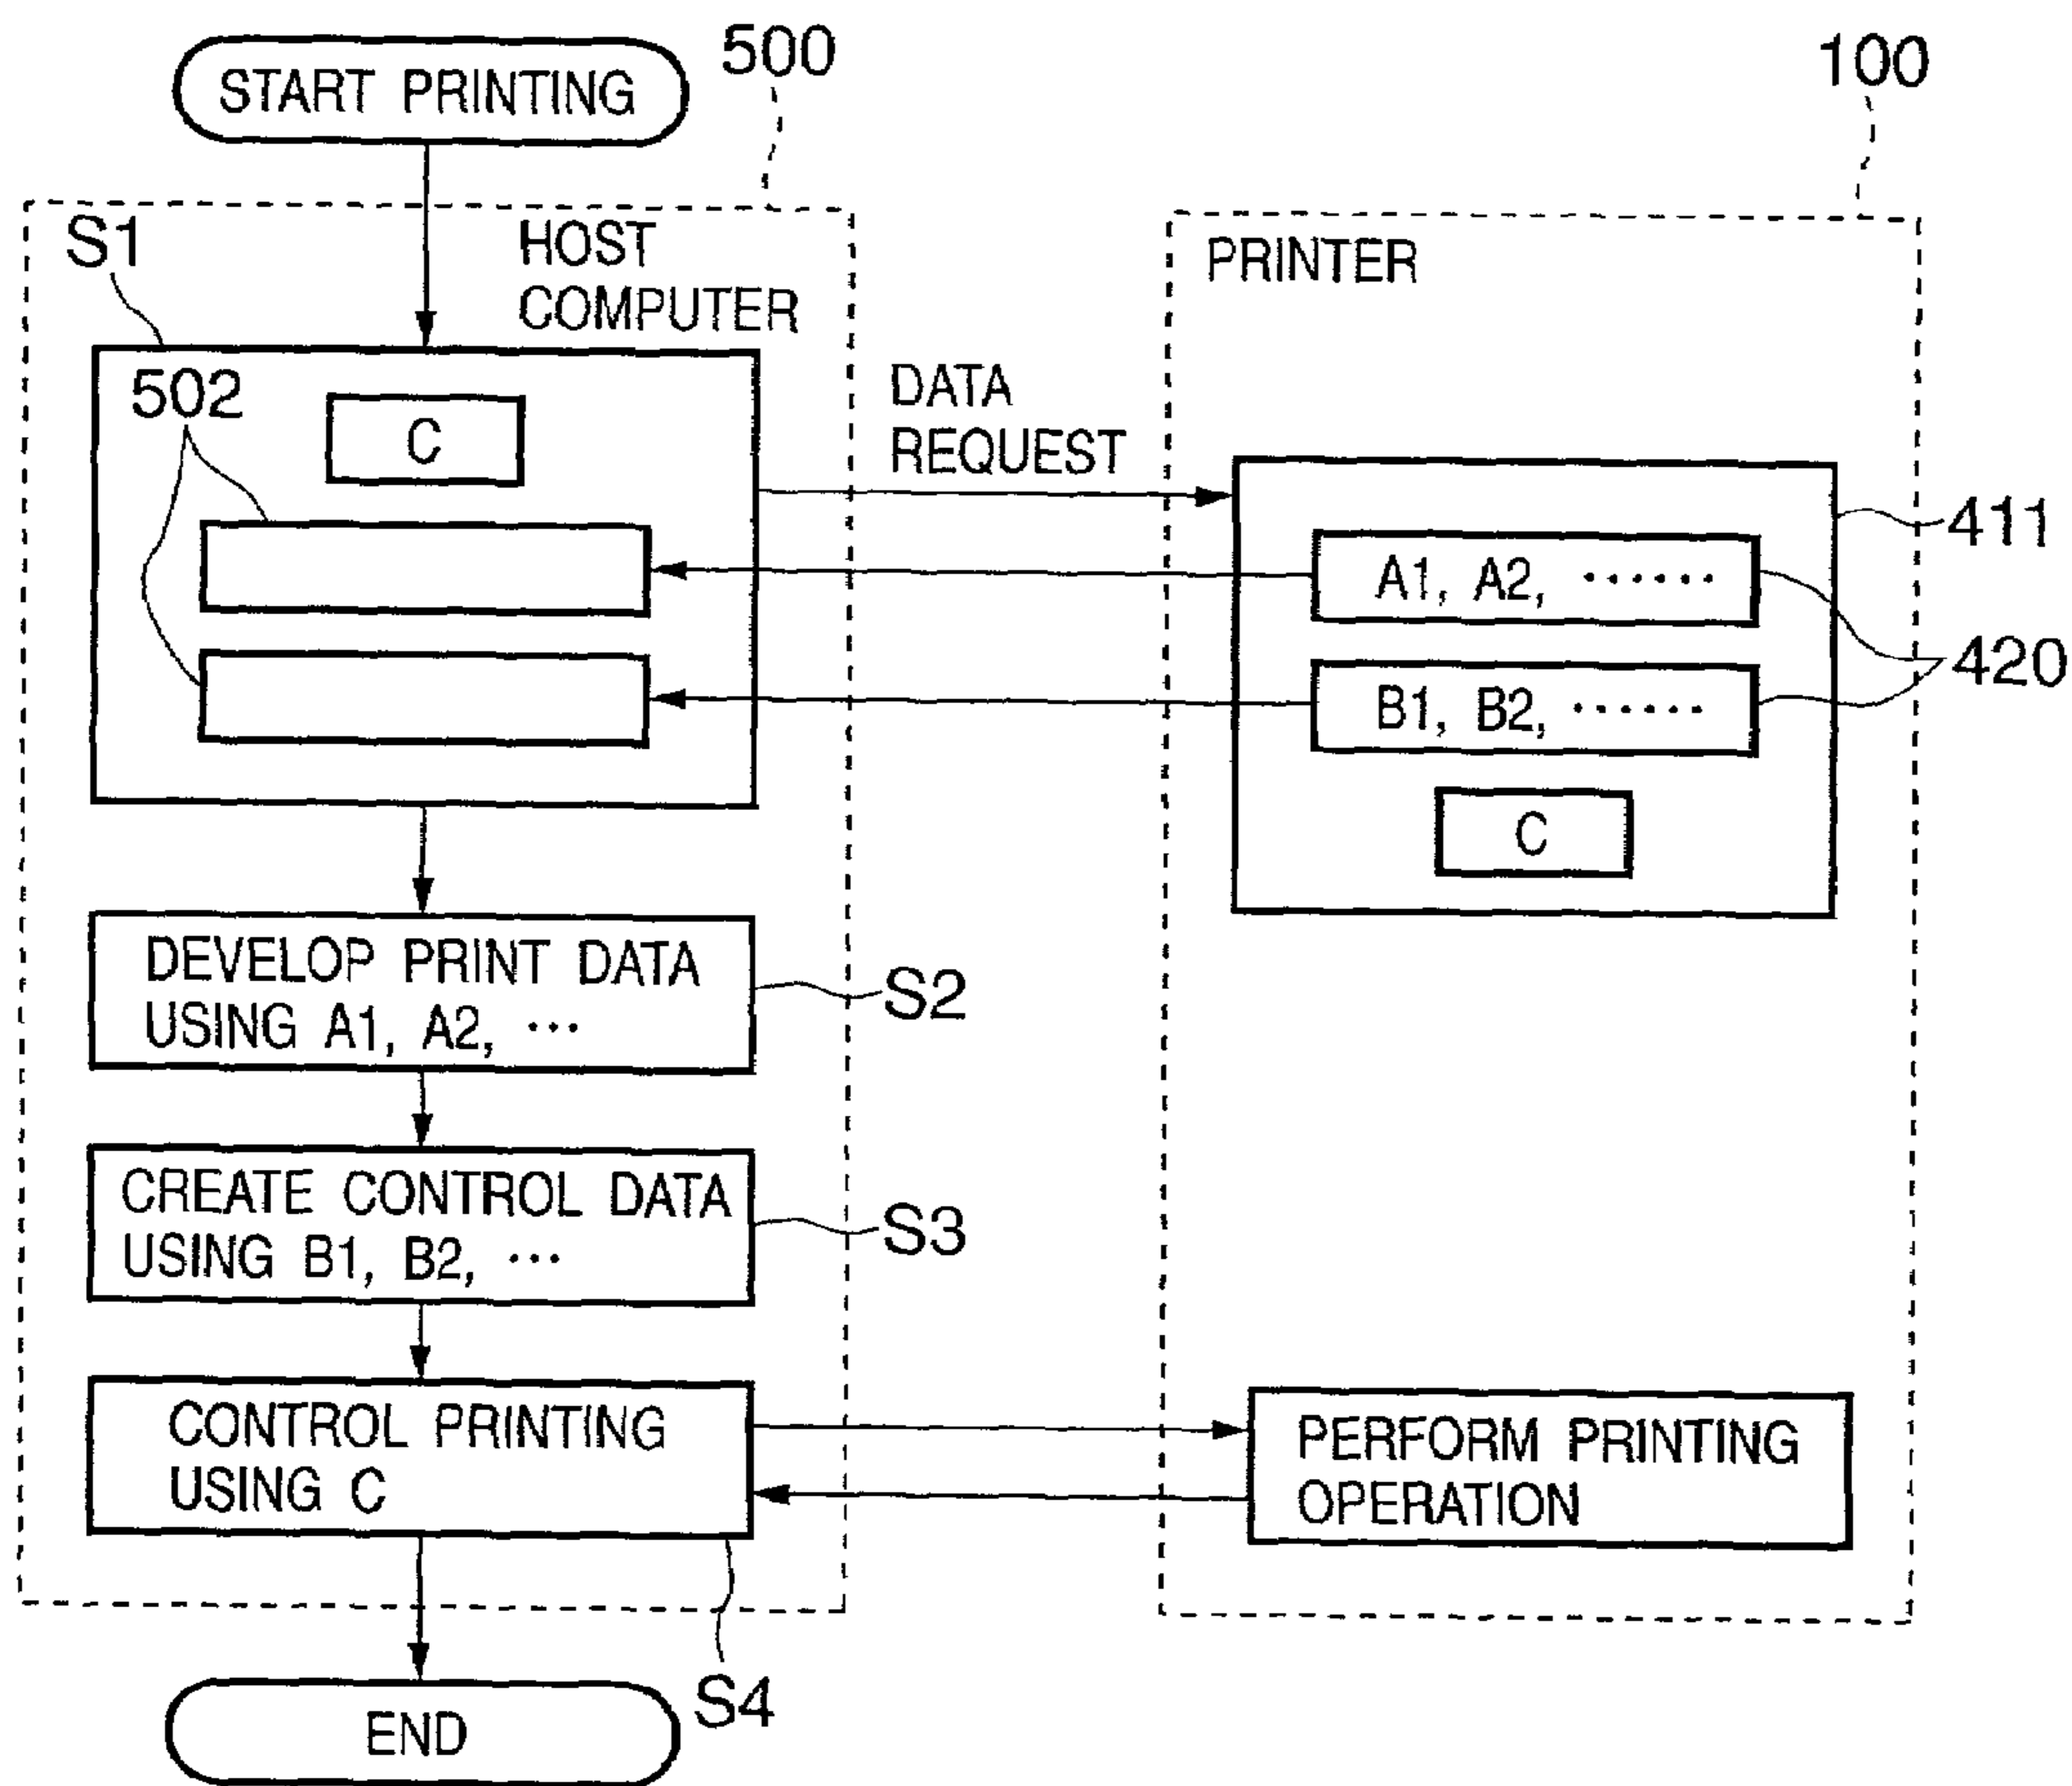 START PRINTING
500
100
S1
HOST
COMPUTER
PRINTER
502
C
DATA
REQUEST
411
A1, A2, ······
420
B1, B2, ······
C
DEVELOP PRINT DATA
USING A1, A2, ···
S2
CREATE CONTROL DATA
USING B1, B2, ···
S3
CONTROL PRINTING
USING C
PERFORM PRINTING
OPERATION
S4
END